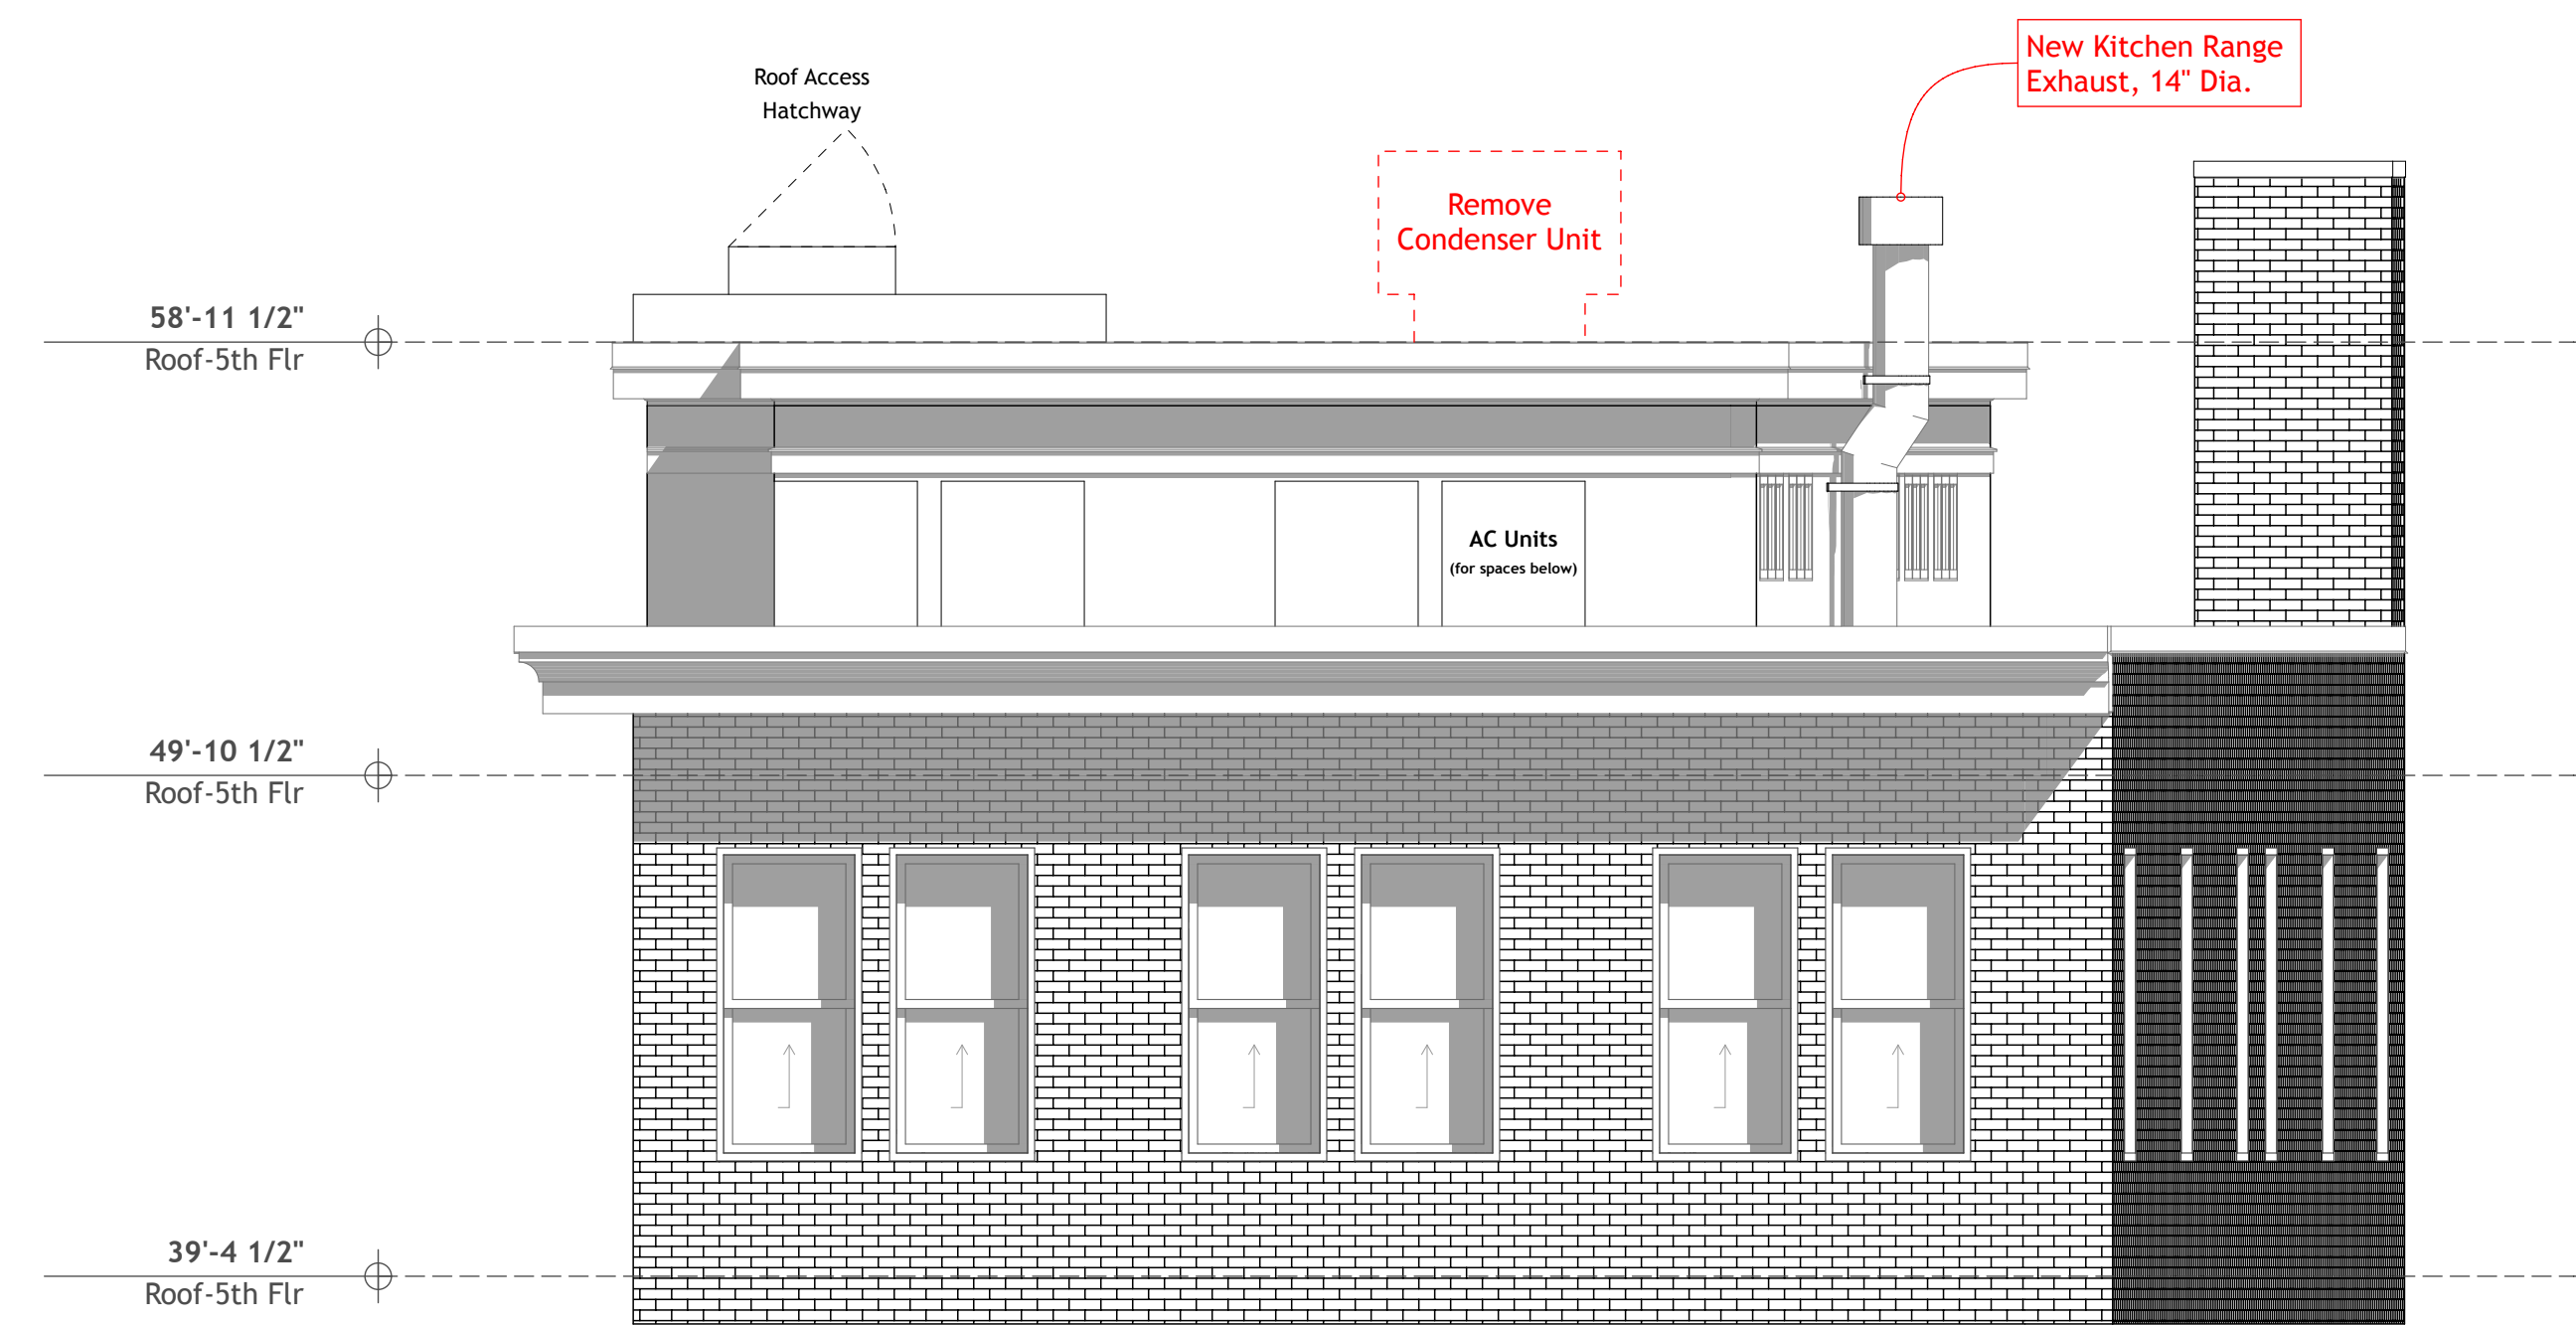 New Kitchen Range
Exhaust, 14" Dia.
Roof Access
Hatchway
Remove
Condenser Unit
58'-11 1/2"
Roof-5th Flr
AC Units
(for spaces below)
49'-10 1/2"
Roof-5th Flr
39'-4 1/2"
Roof-5th Flr